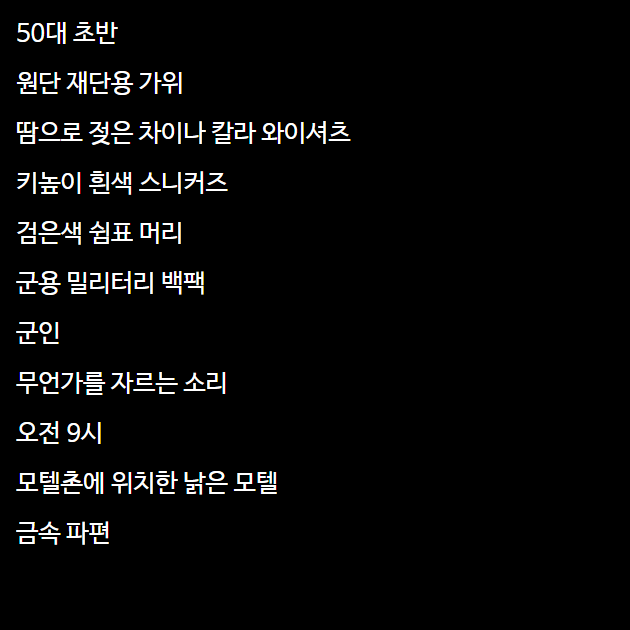 50대 초반
원단 재단용 가위
땀으로 젖은 차이나 칼라 와이셔츠
키높이 흰색 스니커즈
검은색 쉼표 머리
군용 밀리터리 백팩
군인
무언가를 자르는 소리
오전 9시
모텔촌에 위치한 낡은 모텔
금속 파편